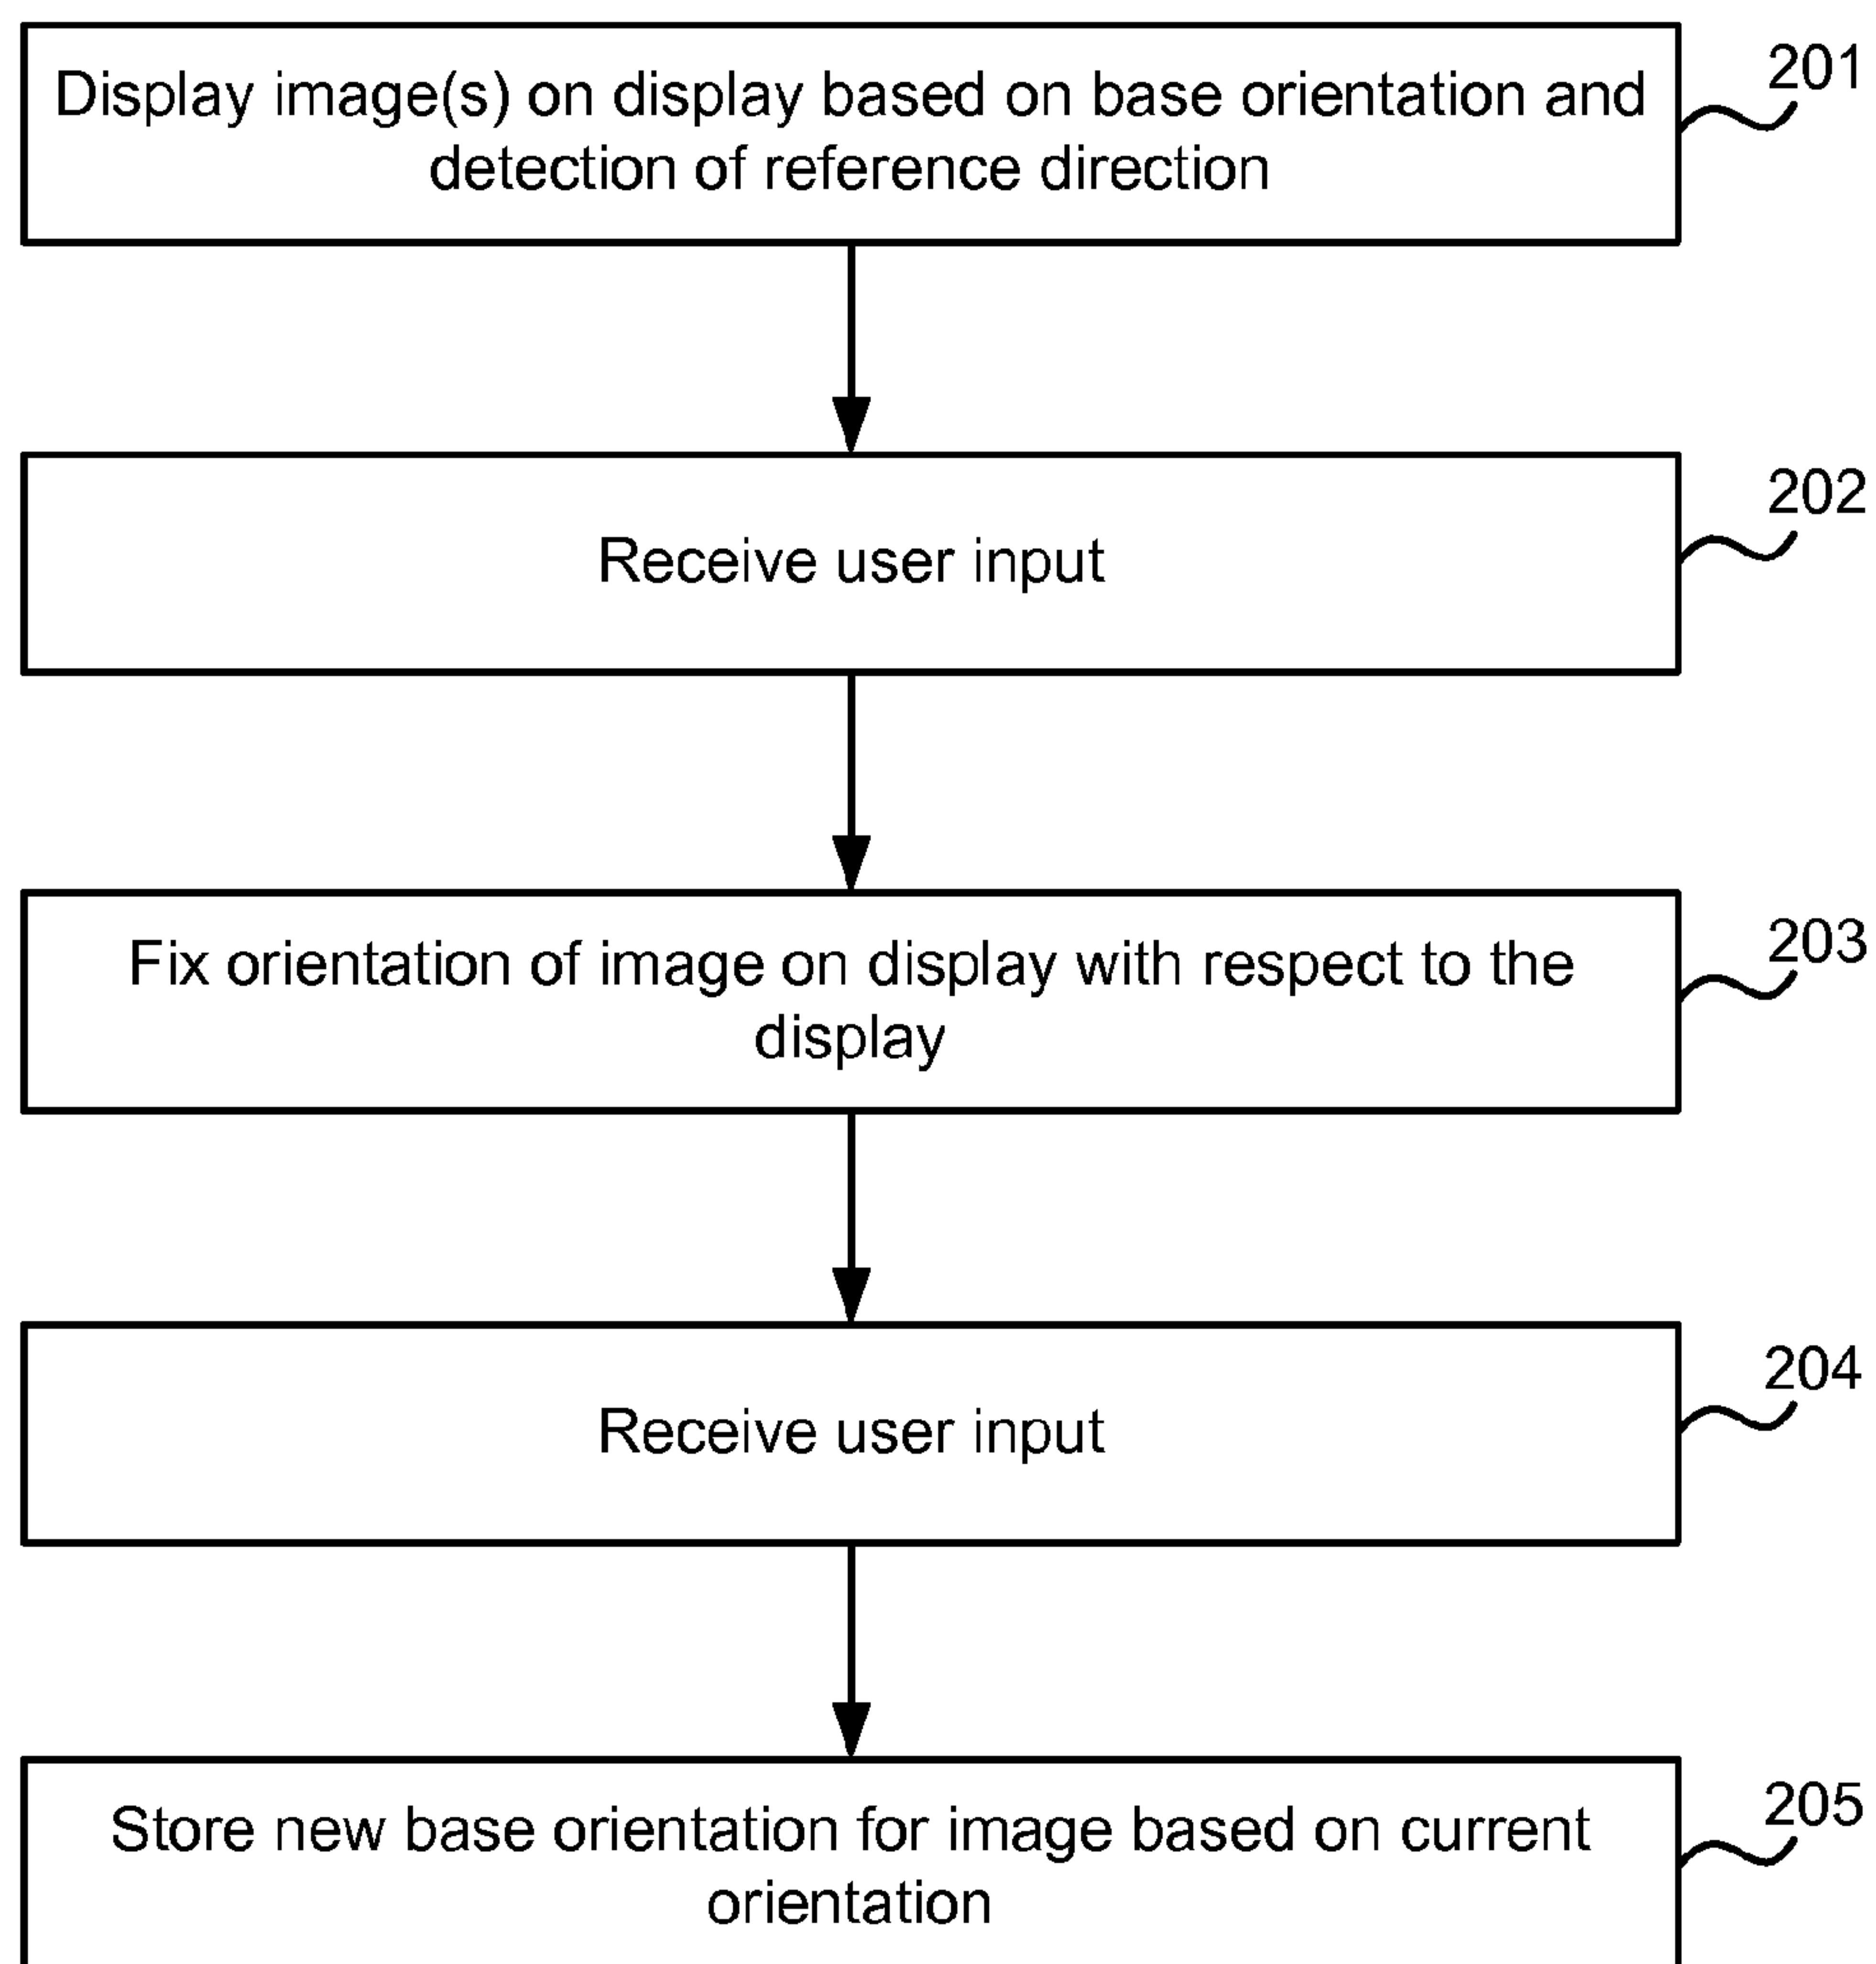 Display image(s) on display based on base orientation and
detection of reference direction
201
Receive user input
202
Fix orientation of image on display with respect to the
display
203
Receive user input
204
Store new base orientation for image based on current
orientation
205